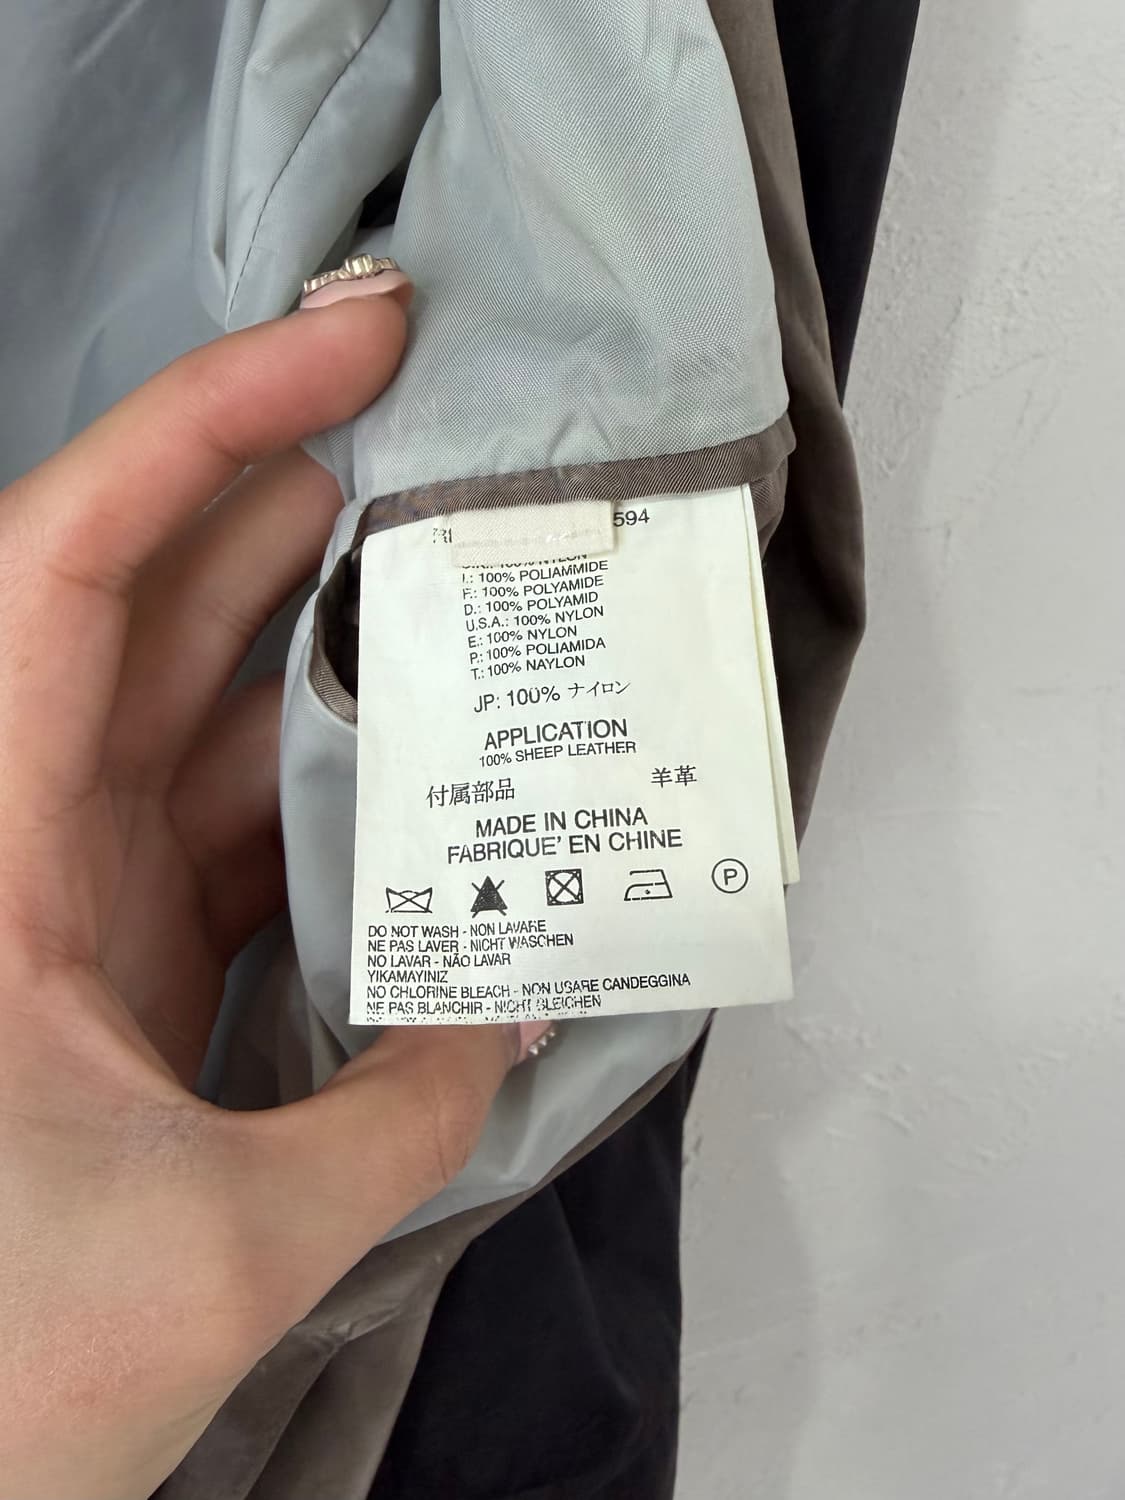 594
100% NYLON
I.: 100% POLIAMMIDE
F.: 100% POLYAMIDE
D.: 100% POLYAMID
U.S.A.: 100% NYLON
E.: 100% NYLON
P.: 100% POLIAMIDA
T.: 100% NAYLON
JP: 100% ナイロン
APPLICATION
100% SHEEP LEATHER
付属部品 羊革
MADE IN CHINA
FABRIQUE' EN CHINE
P
DO NOT WASH - NON LAVARE
NE PAS LAVER - NICHT WASCHEN
NO LAVAR - NÃO LAVAR
YIKAMAYINIZ
NO CHLORINE BLEACH - NON USARE CANDEGGINA
NE PAS BLANCHIR - NICHT BLEICHEN